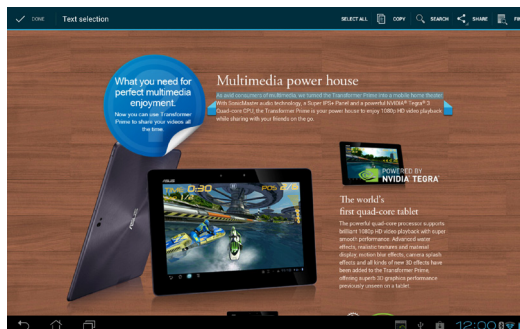 DONE
Text selection
SELECT ALL
COPY
SEARCH
SHARE
What you need for
perfect multimedia
enjoyment.
Now you can use Transformer
Prime to share your videos all
the time.
Multimedia power house
As avid consumers of multimedia, we turned the Transformer Prime into a mobile home theater.
With SonicMaster audio technology, a Super IPS+ Panel and a powerful NVIDIA® Tegra® 3
Quad-core CPU, the Transformer Prime is your power house to enjoy 1080p HD video playback
while sharing with your friends on the go.
ASUS
ASUS
TIME 0:30
POS 2/6
POWERED BY
NVIDIA TEGRA
The world's
first quad-core tablet
The powerful quad-core processor supports
brilliant 1080p HD video playback with super
smooth performance. Advanced wave
effects, realistic textures and material
display, motion blur effects, camera splash
effects and all kinds of new 3D effects have
been added to the Transformer Prime,
offering superb 3D graphics performance
previously unseen on a tablet.
12:00